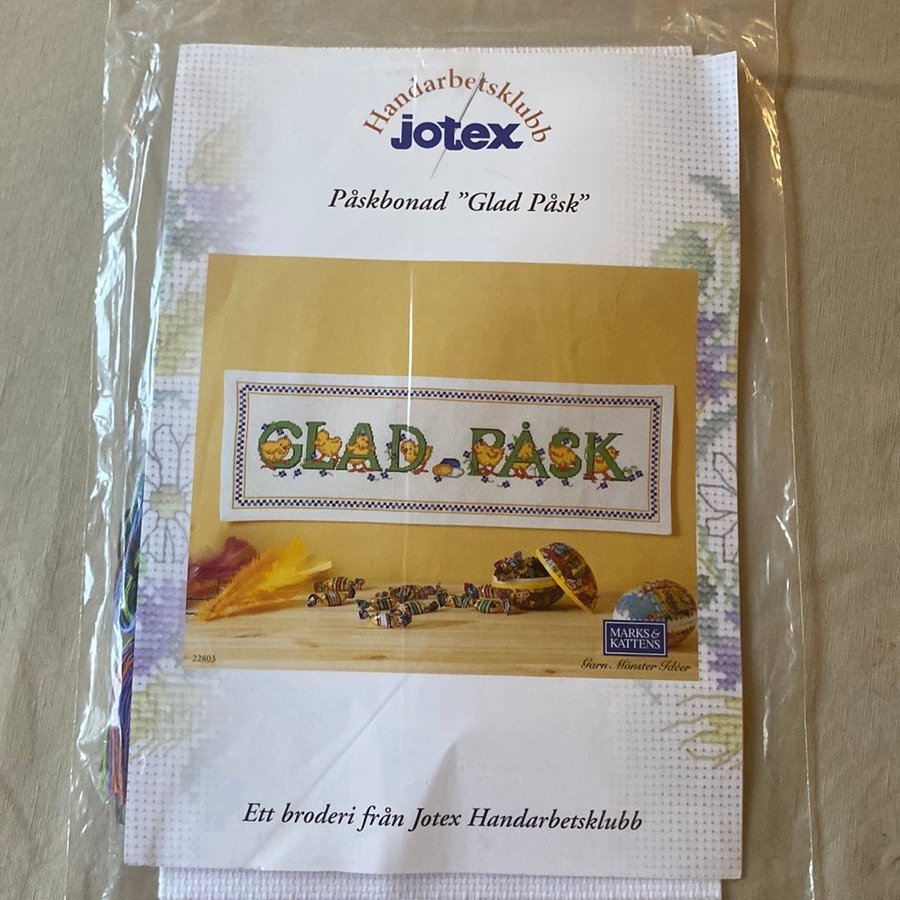 Handarbetsklubb
jotex
Påskbonad ”Glad Påsk”
GLAD PÅSK
MARKS &
KATTENS
22803
Garn Mönster Idéer
Ett broderi från Jotex Handarbetsklubb